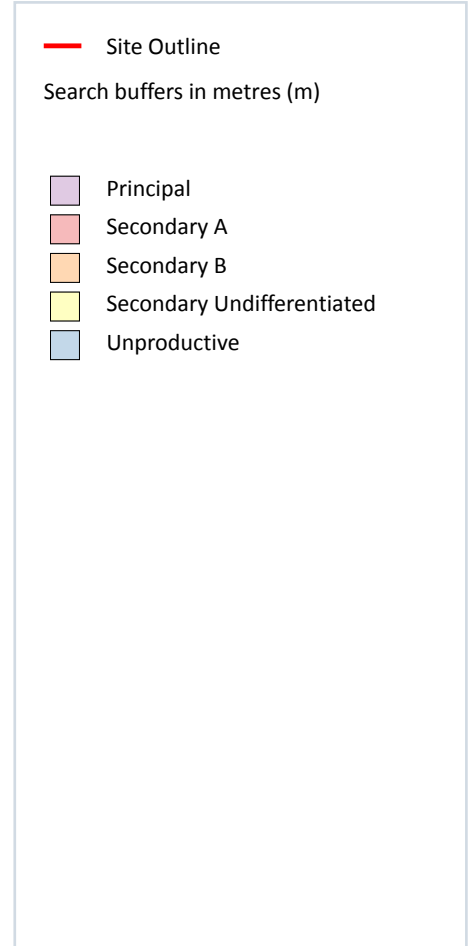 Site Outline
Search buffers in metres (m)
Principal
Secondary A
Secondary B
Secondary Undifferentiated
Unproductive